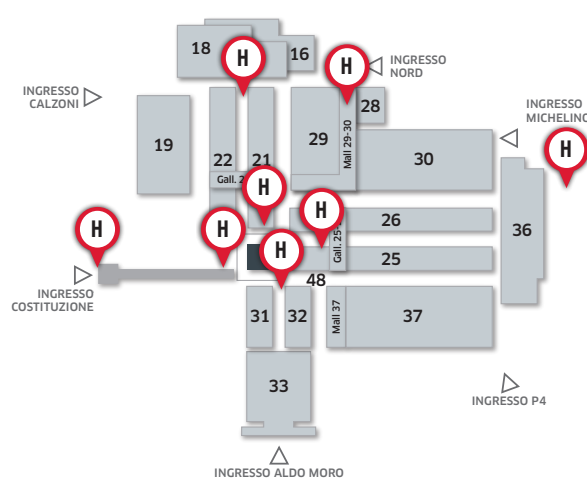 18
16
H
H
INGRESSO
NORD
INGRESSO
CALZONI
28
INGRESSO
MICHELINO
19
22
21
29
Mall 29-30
30
H
Gall. 2
H
H
26
36
H
H
H
Gall. 25-
25
48
INGRESSO
COSTITUZIONE
31
32
Mall 37
37
33
INGRESSO P4
INGRESSO ALDO MORO